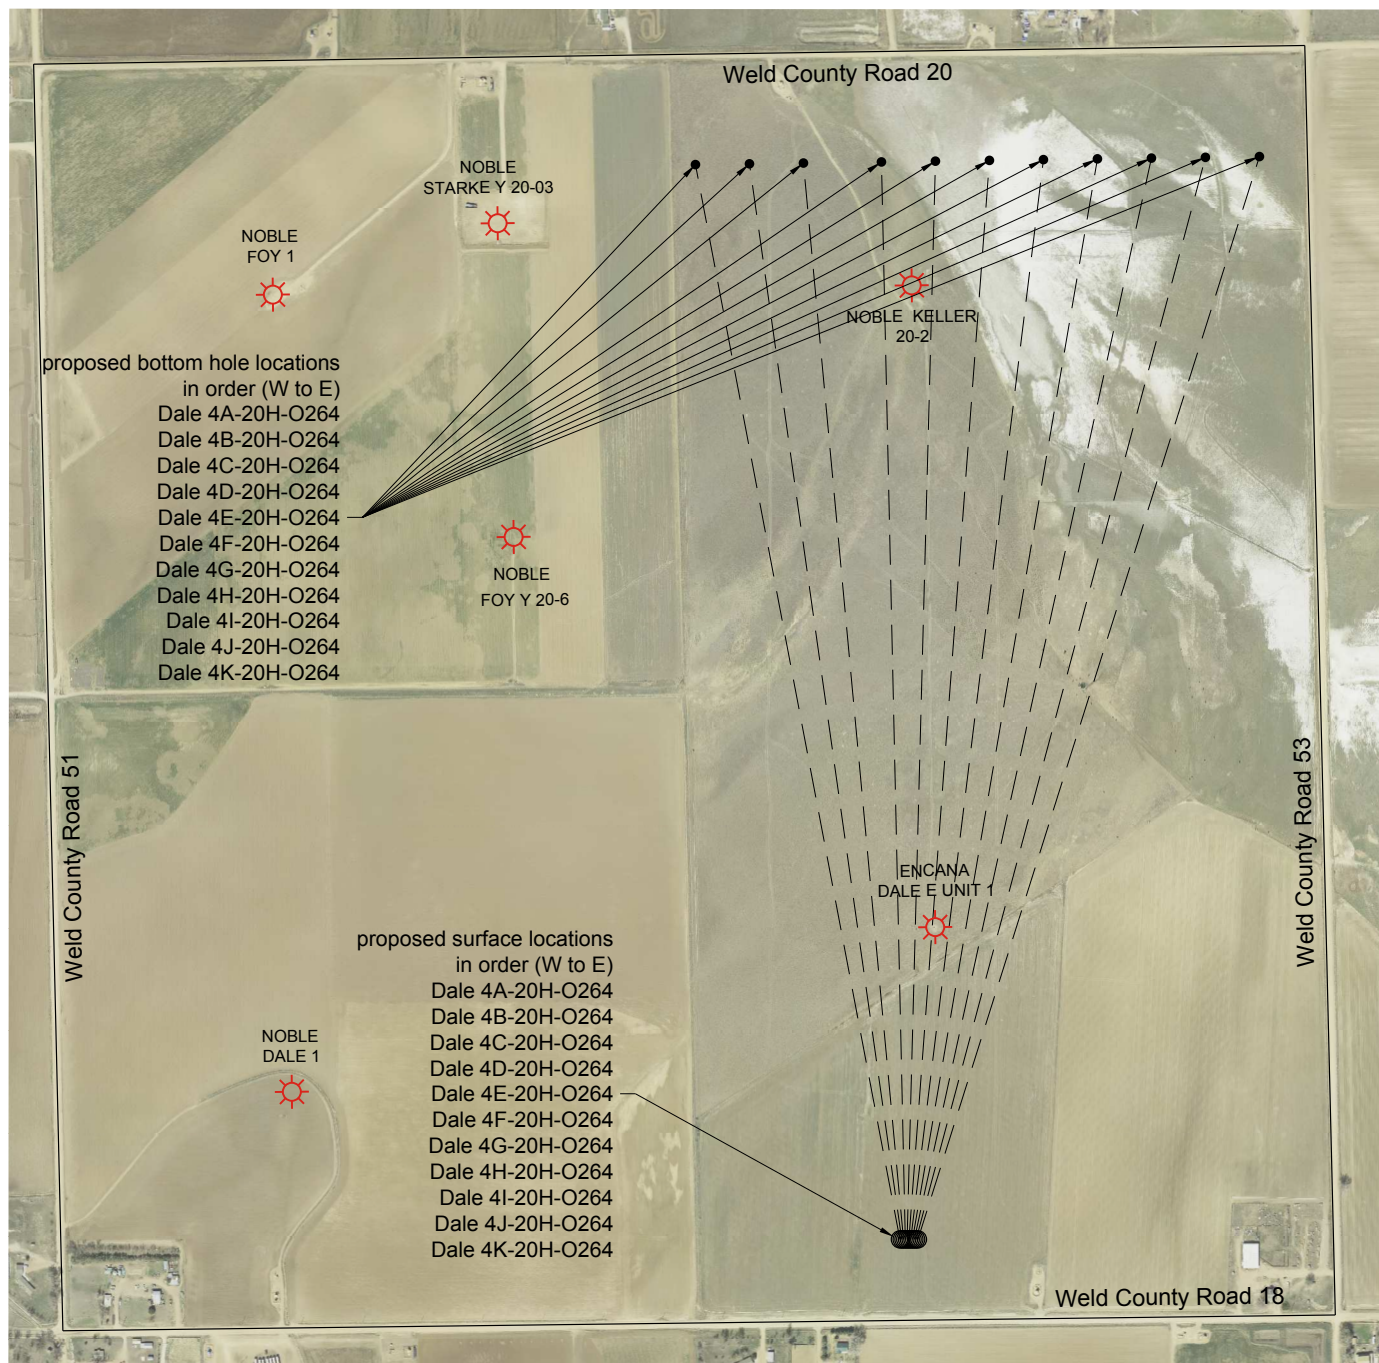 Weld County Road 20
NOBLE
STARKE Y 20-03
NOBLE
FOY 1
NOBLE KELLER
20-2
proposed bottom hole locations
in order (W to E)
Dale 4A-20H-O264
Dale 4B-20H-O264
Dale 4C-20H-O264
Dale 4D-20H-O264
Dale 4E-20H-O264
Dale 4F-20H-O264
Dale 4G-20H-O264
Dale 4H-20H-O264
Dale 4I-20H-O264
Dale 4J-20H-O264
Dale 4K-20H-O264
NOBLE
FOY Y 20-6
Weld County Road 51
Weld County Road 53
ENCANA
DALE E UNIT 1
proposed surface locations
in order (W to E)
Dale 4A-20H-O264
Dale 4B-20H-O264
Dale 4C-20H-O264
Dale 4D-20H-O264
Dale 4E-20H-O264
Dale 4F-20H-O264
Dale 4G-20H-O264
Dale 4H-20H-O264
Dale 4I-20H-O264
Dale 4J-20H-O264
Dale 4K-20H-O264
NOBLE
DALE 1
Weld County Road 18